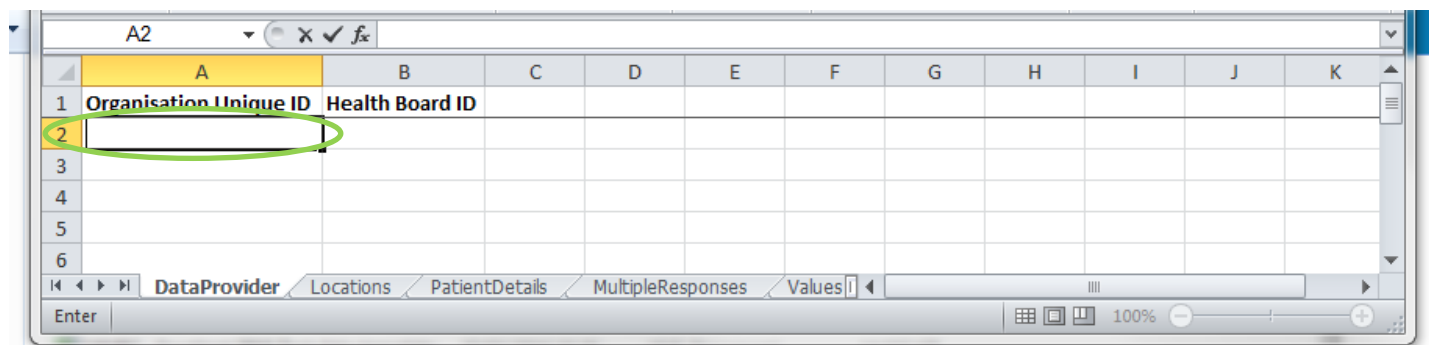 A2 fx
A B C D E F G H I J K
1 Organisation Unique ID Health Board ID
2
3
4
5
6
DataProvider Locations PatientDetails MultipleResponses Values
Enter 100%